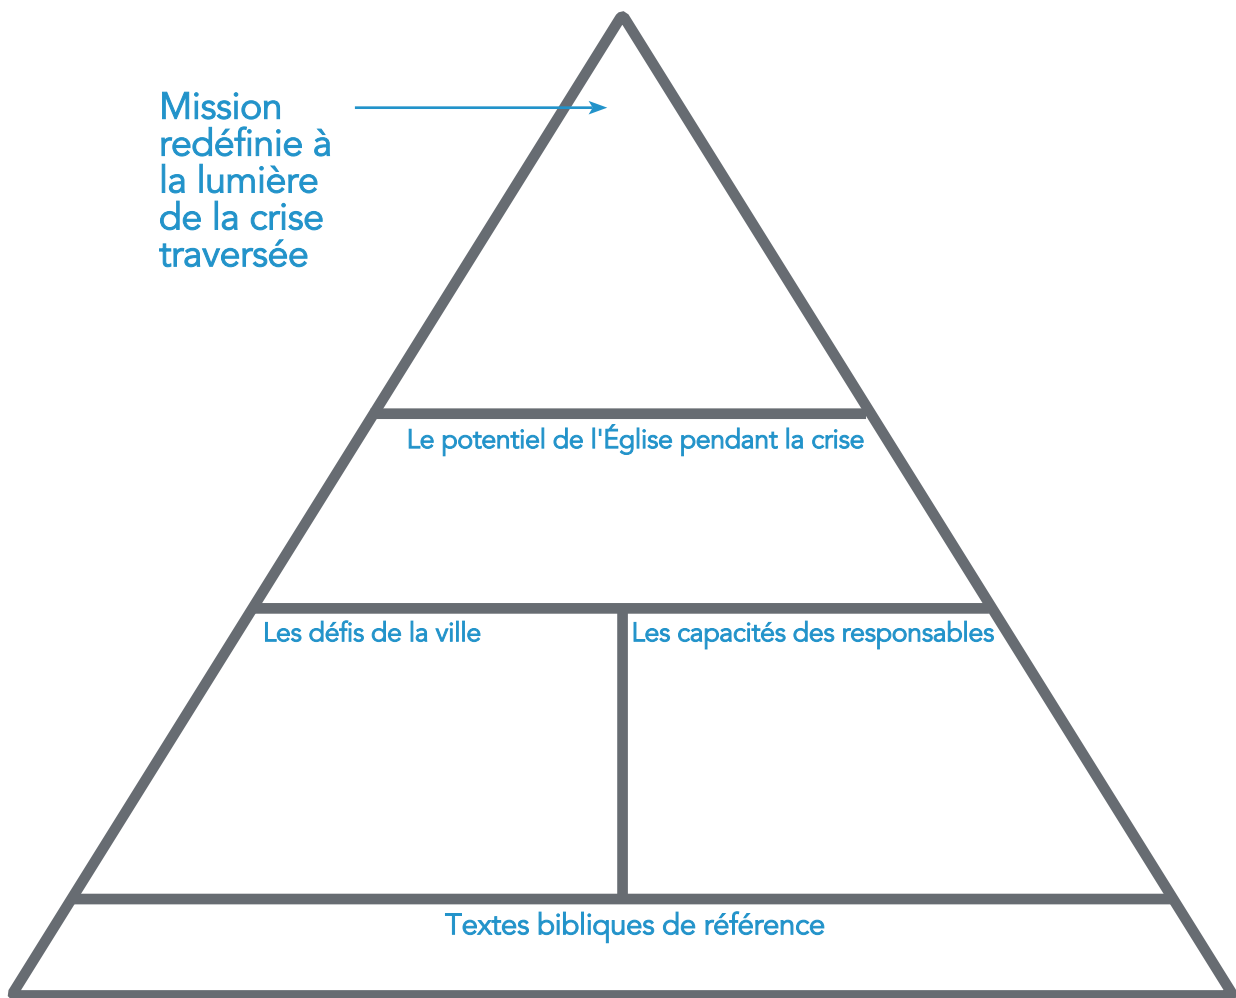 Mission
redéfinie à
la lumière
de la crise
traversée
Le potentiel de l'Église pendant la crise
Les défis de la ville
Les capacités des responsables
Textes bibliques de référence